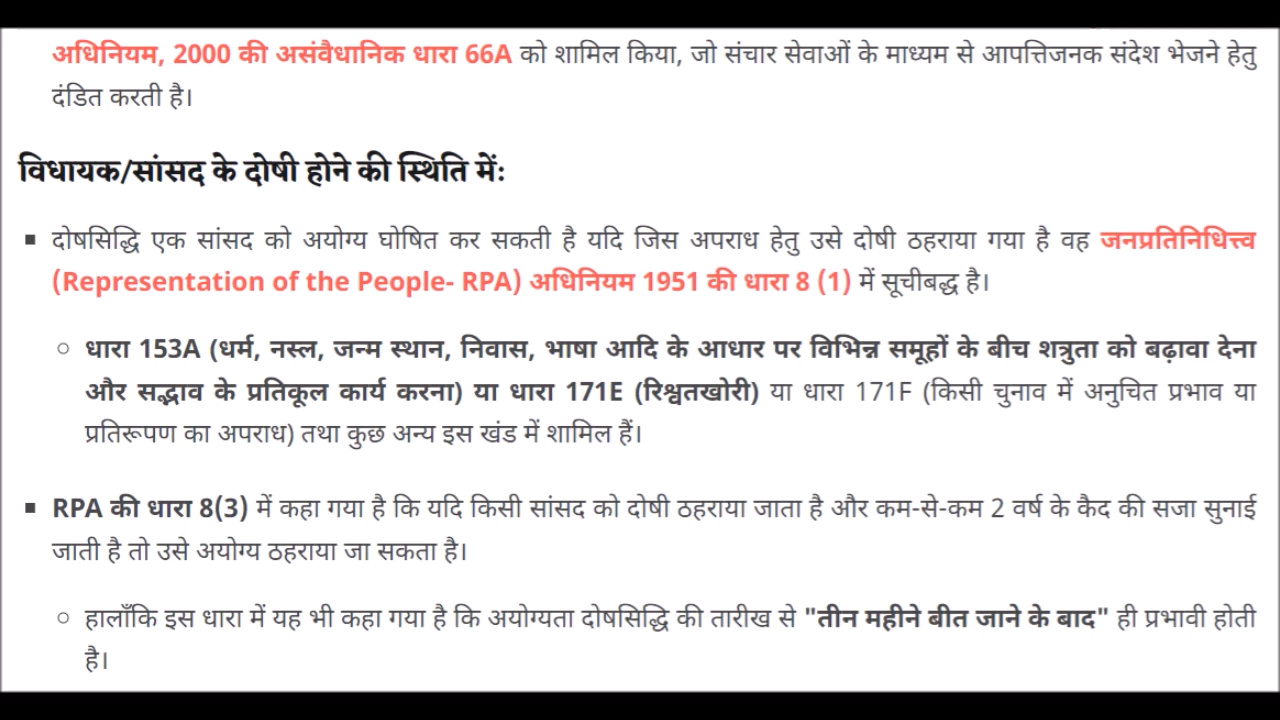 अधिनियम, 2000 की असंवैधानिक धारा 66A को शामिल किया, जो संचार सेवाओं के माध्यम से आपत्तिजनक संदेश भेजने हेतु
दंडित करती है।
विधायक/सांसद के दोषी होने की स्थिति में:
▪ दोषसिद्धि एक सांसद को अयोग्य घोषित कर सकती है यदि जिस अपराध हेतु उसे दोषी ठहराया गया है वह जनप्रतिनिधित्त्व
(Representation of the People- RPA) अधिनियम 1951 की धारा 8 (1) में सूचीबद्ध है।
○ धारा 153A (धर्म, नस्ल, जन्म स्थान, निवास, भाषा आदि के आधार पर विभिन्न समूहों के बीच शत्रुता को बढ़ावा देना
और सद्भाव के प्रतिकूल कार्य करना) या धारा 171E (रिश्वतखोरी) या धारा 171F (किसी चुनाव में अनुचित प्रभाव या
प्रतिरूपण का अपराध) तथा कुछ अन्य इस खंड में शामिल हैं।
▪ RPA की धारा 8(3) में कहा गया है कि यदि किसी सांसद को दोषी ठहराया जाता है और कम-से-कम 2 वर्ष के कैद की सजा सुनाई
जाती है तो उसे अयोग्य ठहराया जा सकता है।
○ हालाँकि इस धारा में यह भी कहा गया है कि अयोग्यता दोषसिद्धि की तारीख से "तीन महीने बीत जाने के बाद" ही प्रभावी होती
है।